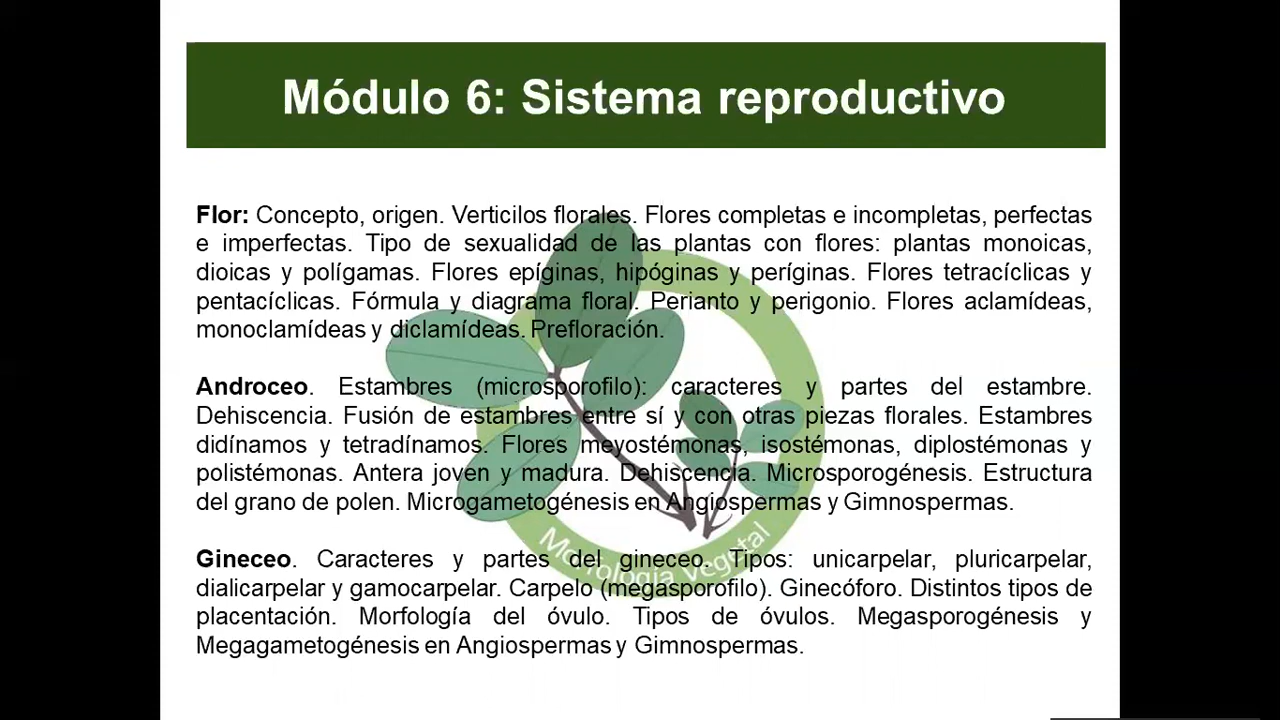 Módulo 6: Sistema reproductivo
Flor: Concepto, origen. Verticilos florales. Flores completas e incompletas, perfectas
e imperfectas. Tipo de sexualidad de las plantas con flores: plantas monoicas,
dioicas y polígamas. Flores epíginas, hipóginas y períginas. Flores tetracíclicas y
pentacíclicas. Fórmula y diagrama floral. Perianto y perigonio. Flores aclamídeas,
monoclamídeas y diclamídeas. Prefloración.
Androceo. Estambres (microsporofilo): caracteres y partes del estambre.
Dehiscencia. Fusión de estambres entre sí y con otras piezas florales. Estambres
didínamos y tetradínamos. Flores meyostémonas, isostémonas, diplostémonas y
polistémonas. Antera joven y madura. Dehiscencia. Microsporogénesis. Estructura
del grano de polen. Microgametogénesis en Angiospermas y Gimnospermas.
Gineceo. Caracteres y partes del gineceo. Tipos: unicarpelar, pluricarpelar,
dialicarpelar y gamocarpelar. Carpelo (megasporofilo). Ginecóforo. Distintos tipos de
placentación. Morfología del óvulo. Tipos de óvulos. Megasporogénesis y
Megagametogénesis en Angiospermas y Gimnospermas.
Morfología Vegetal